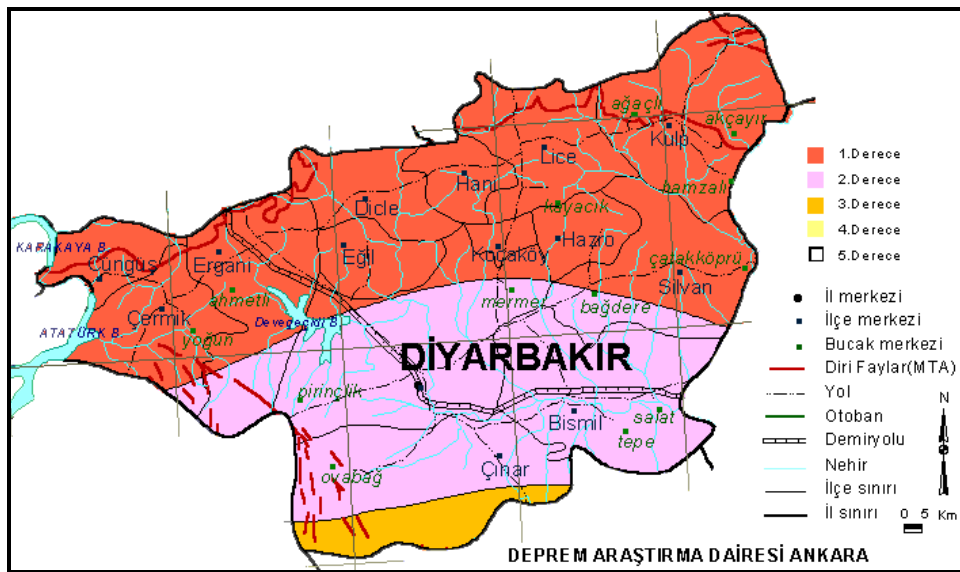 ağaçlı
akçayır
Kulp
Lice
Hani
hamzalı
Dicle
kayacık
Hazro
Koçaköy
KARAKAYA B.
Çüngüş
Ergani
Eğil
çatakköprü
Silvan
ahmetli
mermer
bağdere
Çermik
Devegeçidi B.
ATATÜRK B.
yoğun
DİYARBAKIR
pirinçlik
Bismil
salat
tepe
Çınar
ovabağ
1.Derece
2.Derece
3.Derece
4.Derece
5.Derece
İl merkezi
İlçe merkezi
Bucak merkezi
Diri Faylar(MTA)
Yol
Otoban
Demiryolu
Nehir
İlçe sınırı
İl sınırı
N
0 5 Km
DEPREM ARAŞTIRMA DAİRESİ ANKARA